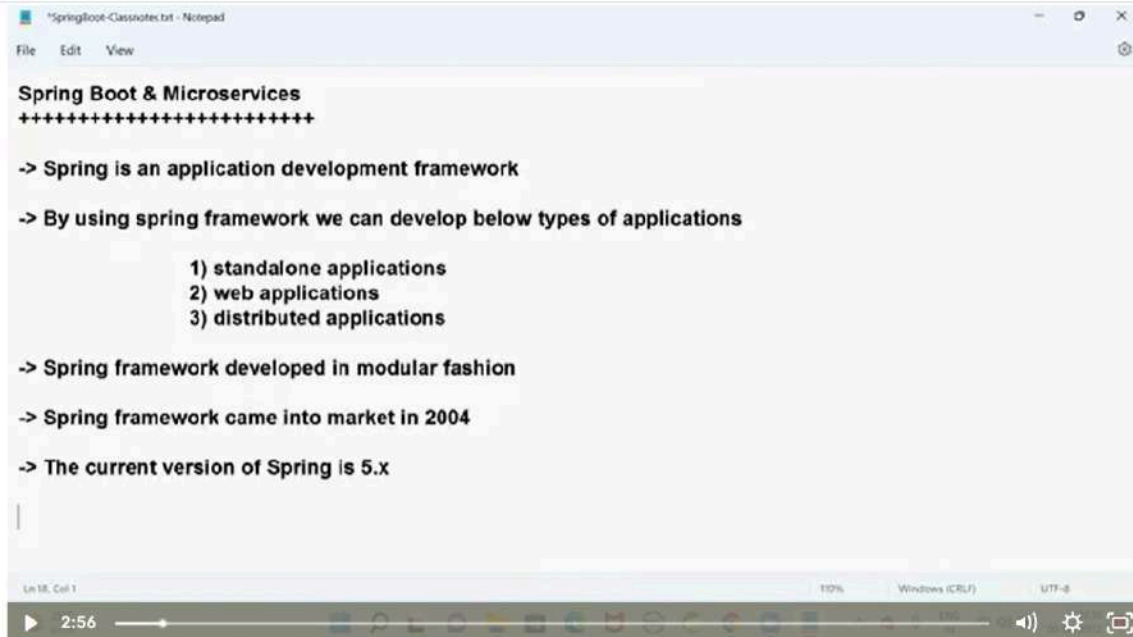 *SpringBoot-Classnotes.txt - Notepad
File Edit View
Spring Boot & Microservices
+++++++++++++++++++++++++
-> Spring is an application development framework
-> By using spring framework we can develop below types of applications
1) standalone applications
2) web applications
3) distributed applications
-> Spring framework developed in modular fashion
-> Spring framework came into market in 2004
-> The current version of Spring is 5.x
Ln 18, Col 1 110% Windows (CRLF) UTF-8
2:56